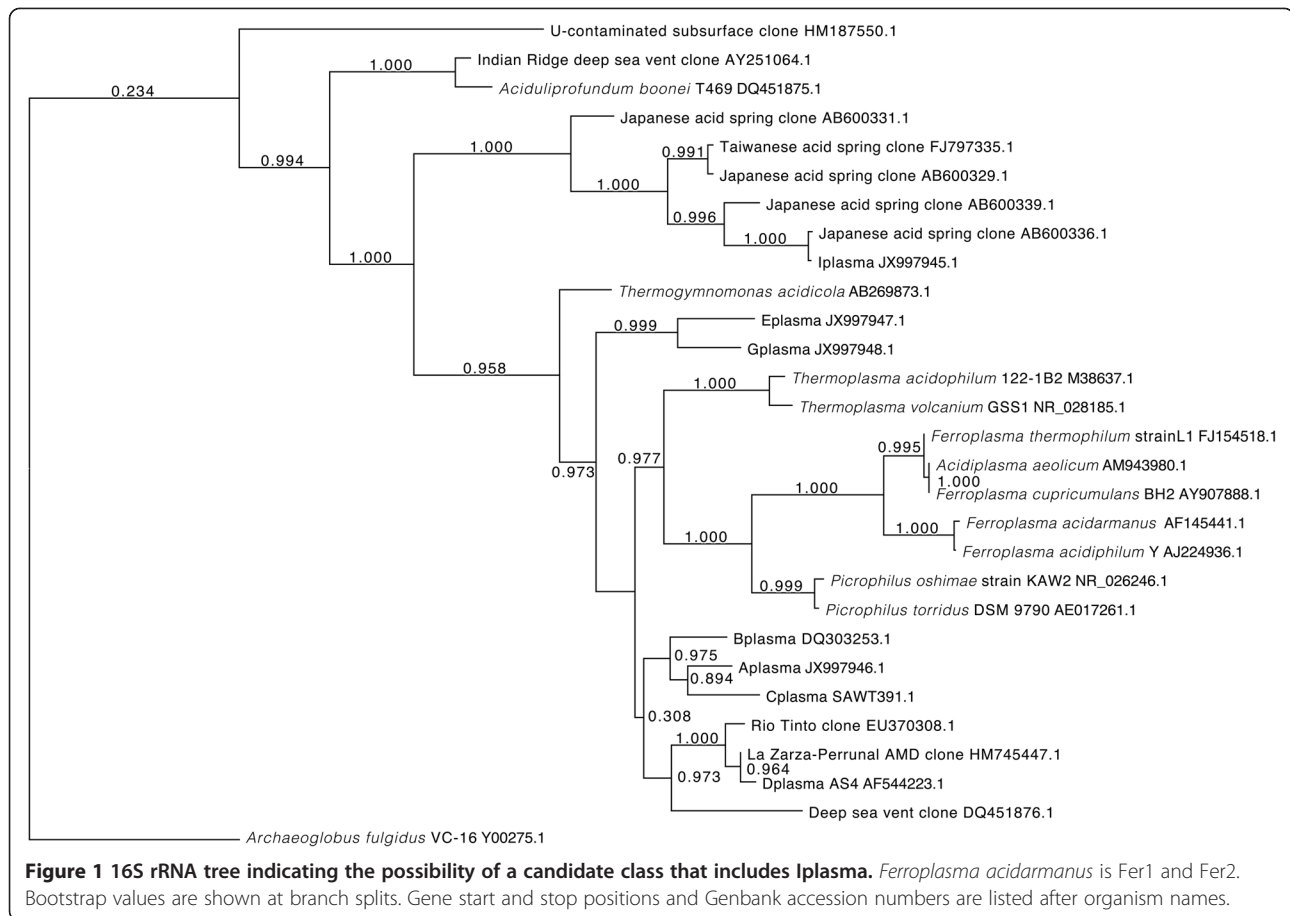 U-contaminated subsurface clone HM187550.1
Indian Ridge deep sea vent clone AY251064.1
1.000
Aciduliprofundum boonei T469 DQ451875.1
0.234
Japanese acid spring clone AB600331.1
Taiwanese acid spring clone FJ797335.1
1.000
0.991
0.994
Japanese acid spring clone AB600329.1
1.000
Japanese acid spring clone AB600339.1
0.996
Japanese acid spring clone AB600336.1
1.000
1.000
Iplasma JX997945.1
Thermogymnomonas acidicola AB269873.1
Eplasma JX997947.1
0.999
Gplasma JX997948.1
0.958
Thermoplasma acidophilum 122-1B2 M38637.1
1.000
Thermoplasma volcanium GSS1 NR_028185.1
Ferroplasma thermophilum strainL1 FJ154518.1
0.995
0.977
Acidiplasma aeolicum AM943980.1
0.973
1.000
1.000
Ferroplasma cupricumulans BH2 AY907888.1
Ferroplasma acidarmanus AF145441.1
1.000
1.000
Ferroplasma acidiphilum Y AJ224936.1
Picrophilus oshimae strain KAW2 NR_026246.1
0.999
Picrophilus torridus DSM 9790 AE017261.1
Bplasma DQ303253.1
0.975
Aplasma JX997946.1
0.894
Cplasma SAWT391.1
0.308
Rio Tinto clone EU370308.1
1.000
La Zarza-Perrunal AMD clone HM745447.1
0.964
0.973
Dplasma AS4 AF544223.1
Deep sea vent clone DQ451876.1
Archaeoglobus fulgidus VC-16 Y00275.1
Figure 1 16S rRNA tree indicating the possibility of a candidate class that includes Iplasma. Ferroplasma acidarmanus is Fer1 and Fer2.
Bootstrap values are shown at branch splits. Gene start and stop positions and Genbank accession numbers are listed after organism names.